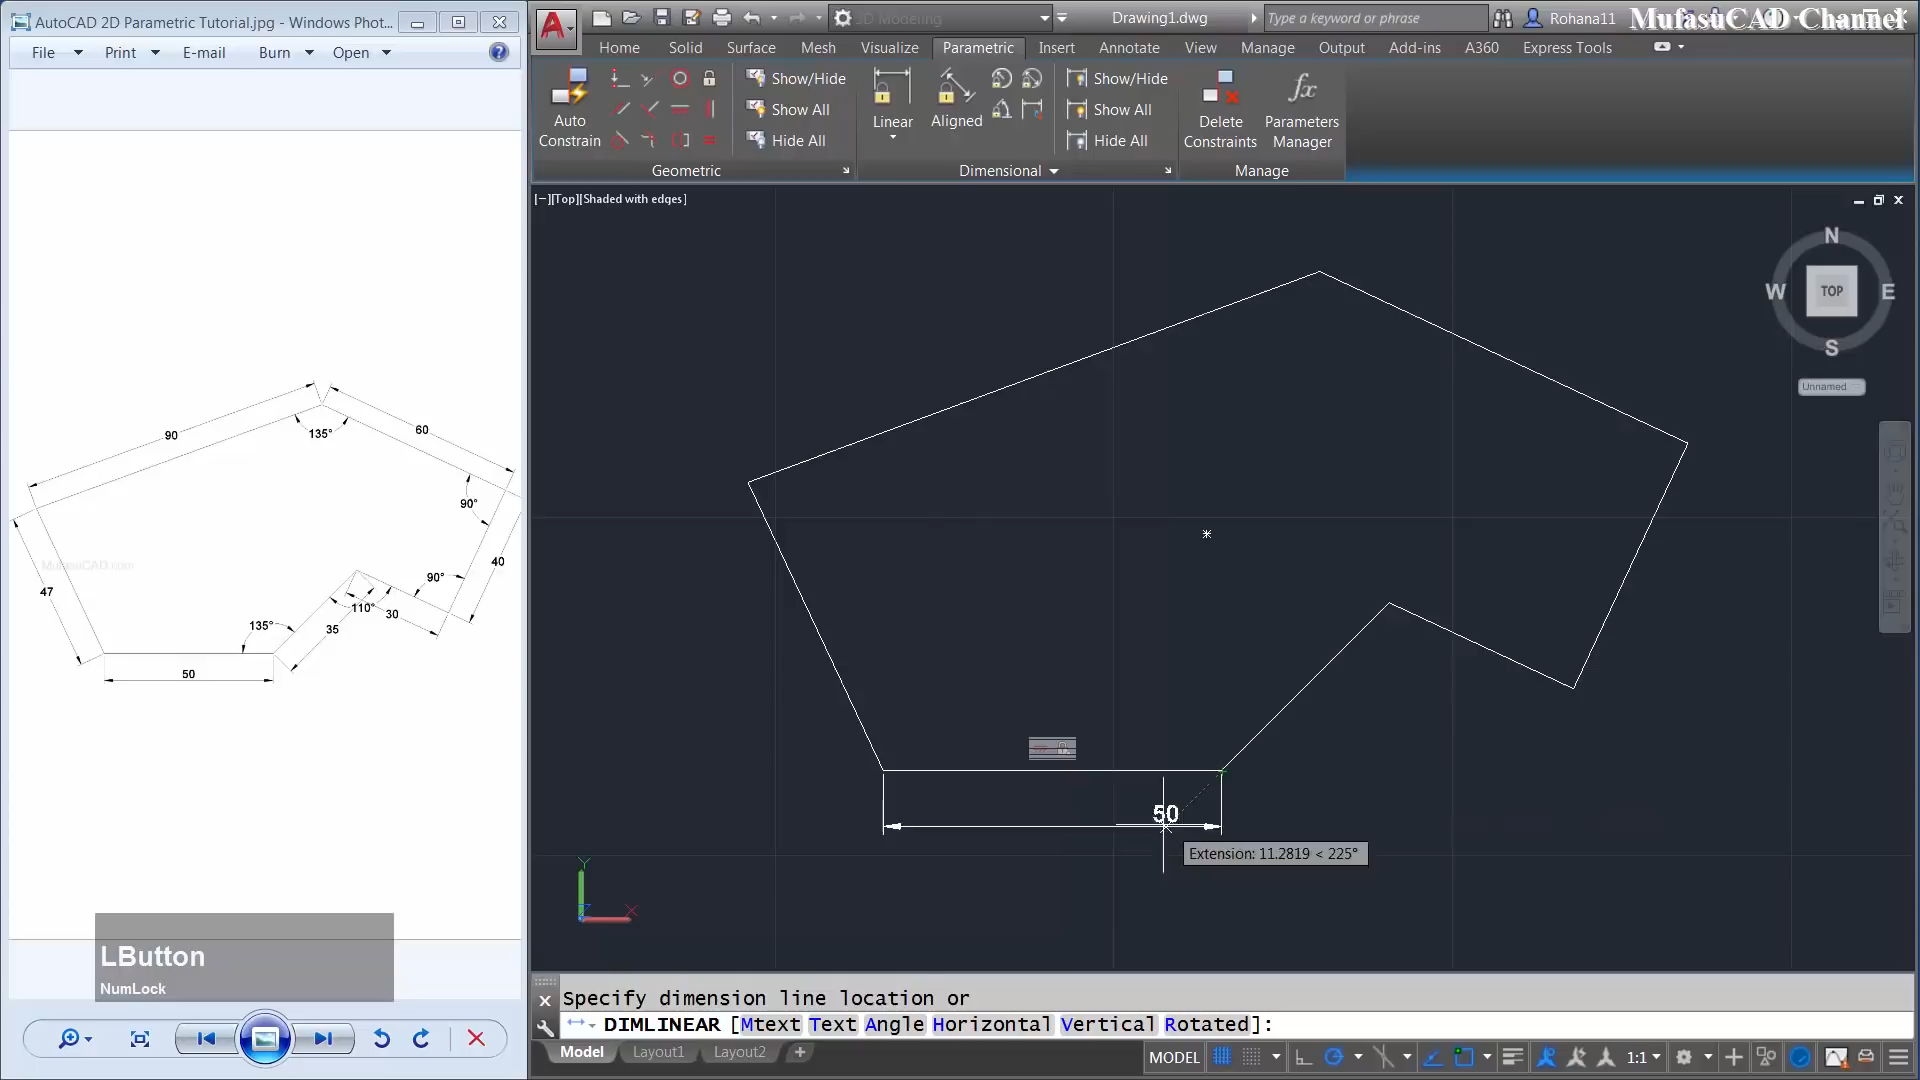 AutoCAD 2D Parametric Tutorial.jpg - Windows Phot...
File Print E-mail Burn Open
90
60
135°
90°
40
47
90°
110°
30
135°
35
50
MufasuCAD.com
LButton
NumLock
3D Modeling
Drawing1.dwg
Type a keyword or phrase
Rohana11
MufasuCAD Channel
Home Solid Surface Mesh Visualize Parametric Insert Annotate View Manage Output Add-ins A360 Express Tools
Auto
Constrain
Show/Hide
Show All
Hide All
Geometric
Linear
Aligned
Show/Hide
Show All
Hide All
Dimensional
Delete
Constraints
fx
Parameters
Manager
Manage
[−][Top][Shaded with edges]
N
W TOP E
S
Unnamed
50
Extension: 11.2819 < 225°
Y
X
Specify dimension line location or
DIMLINEAR [Mtext Text Angle Horizontal Vertical Rotated]:
Model Layout1 Layout2 +
MODEL 1:1